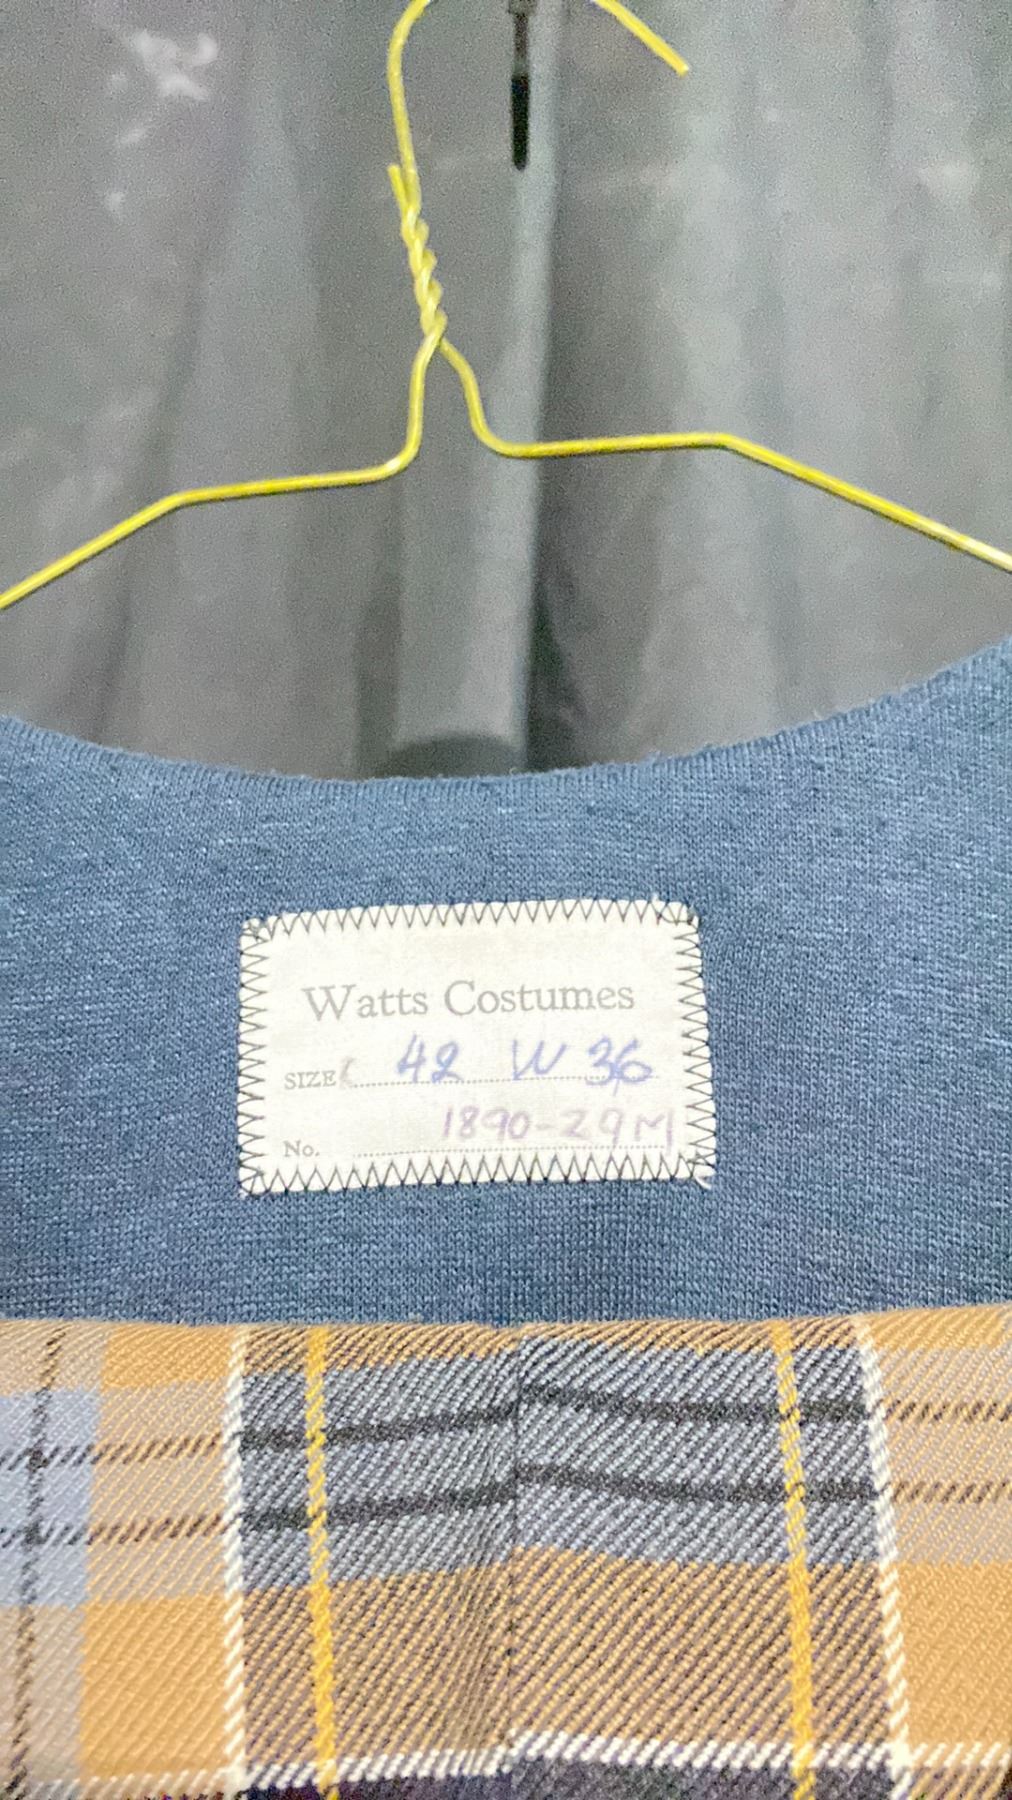 Watts Costumes
SIZE 42 W 36
No. 1890-29M